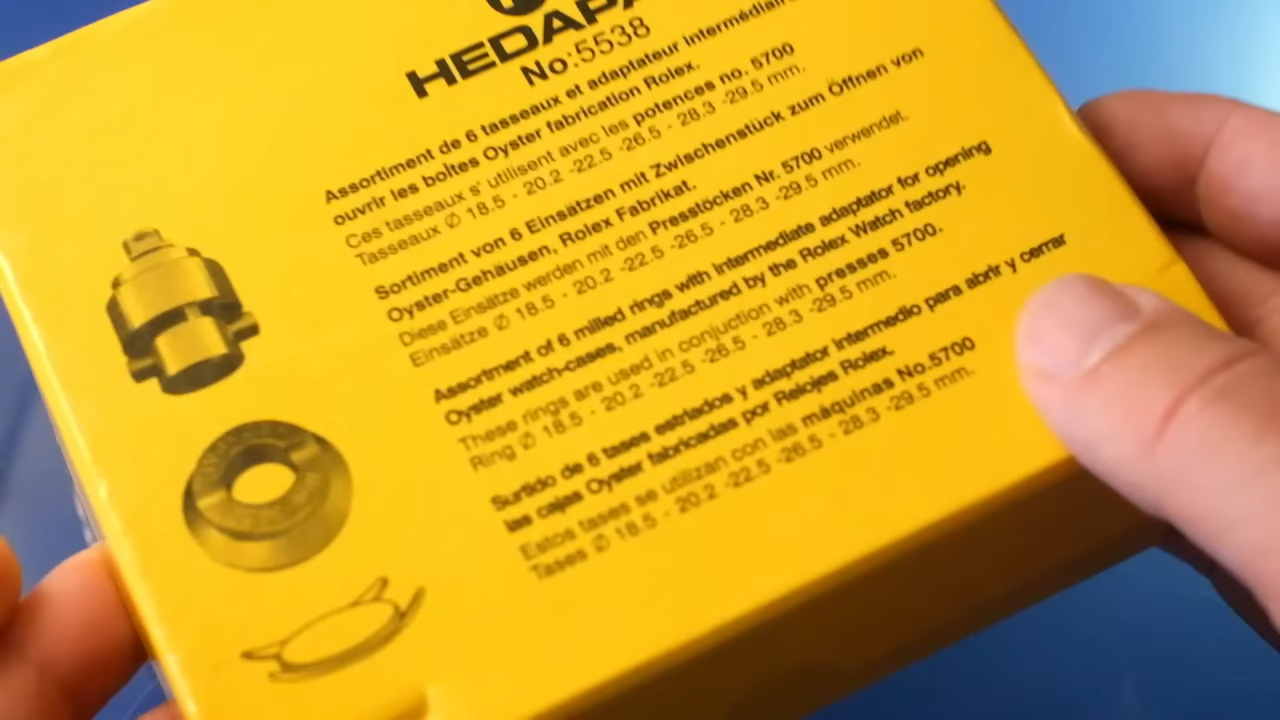 HEDAPA
No:5538
Assortiment de 6 tasseaux et adaptateur intermédiaire
ouvrir les boîtes Oyster fabrication Rolex.
Ces tasseaux s' utilisent avec les potences no. 5700
Tasseaux ∅ 18.5 - 20.2 -22.5 -26.5 - 28.3 -29.5 mm.
Sortiment von 6 Einsätzen mit Zwischenstück zum Öffnen von
Oyster-Gehäusen, Rolex Fabrikat.
Diese Einsätze werden mit den Presstöcken Nr. 5700 verwendet.
Einsätze ∅ 18.5 - 20.2 -22.5 -26.5 - 28.3 -29.5 mm.
Assortment of 6 milled rings with intermediate adaptator for opening
Oyster watch-cases, manufactured by the Rolex Watch factory.
These rings are used in conjuction with presses 5700.
Ring ∅ 18.5 - 20.2 -22.5 -26.5 - 28.3 -29.5 mm.
Surtido de 6 tases estriados y adaptator intermedio para abrir y cerrar
las cajas Oyster fabricadas por Relojes Rolex.
Estos tases se utilizan con las máquinas No.5700
Tases ∅ 18.5 - 20.2 -22.5 -26.5 - 28.3 -29.5 mm.